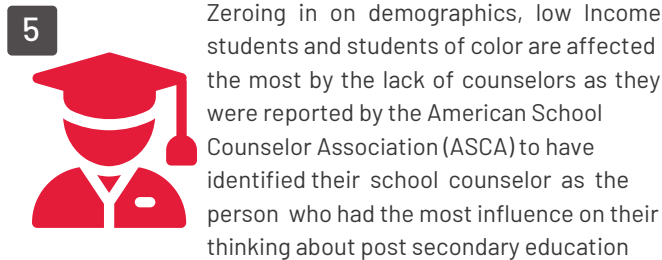 5
Zeroing in on demographics, low Income
students and students of color are affected
the most by the lack of counselors as they
were reported by the American School
Counselor Association (ASCA) to have
identified their school counselor as the
person who had the most influence on their
thinking about post secondary education